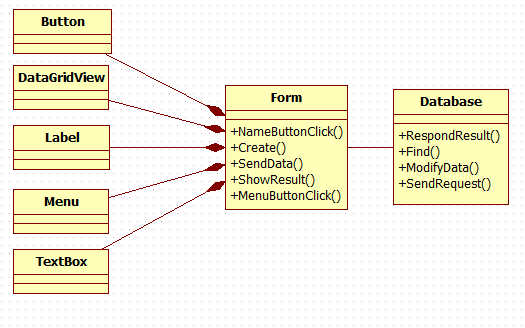 Button
DataGridView
Label
Menu
TextBox
Form
+NameButtonClick()
+Create()
+SendData()
+ShowResult()
+MenuButtonClick()
Database
+RespondResult()
+Find()
+ModifyData()
+SendRequest()